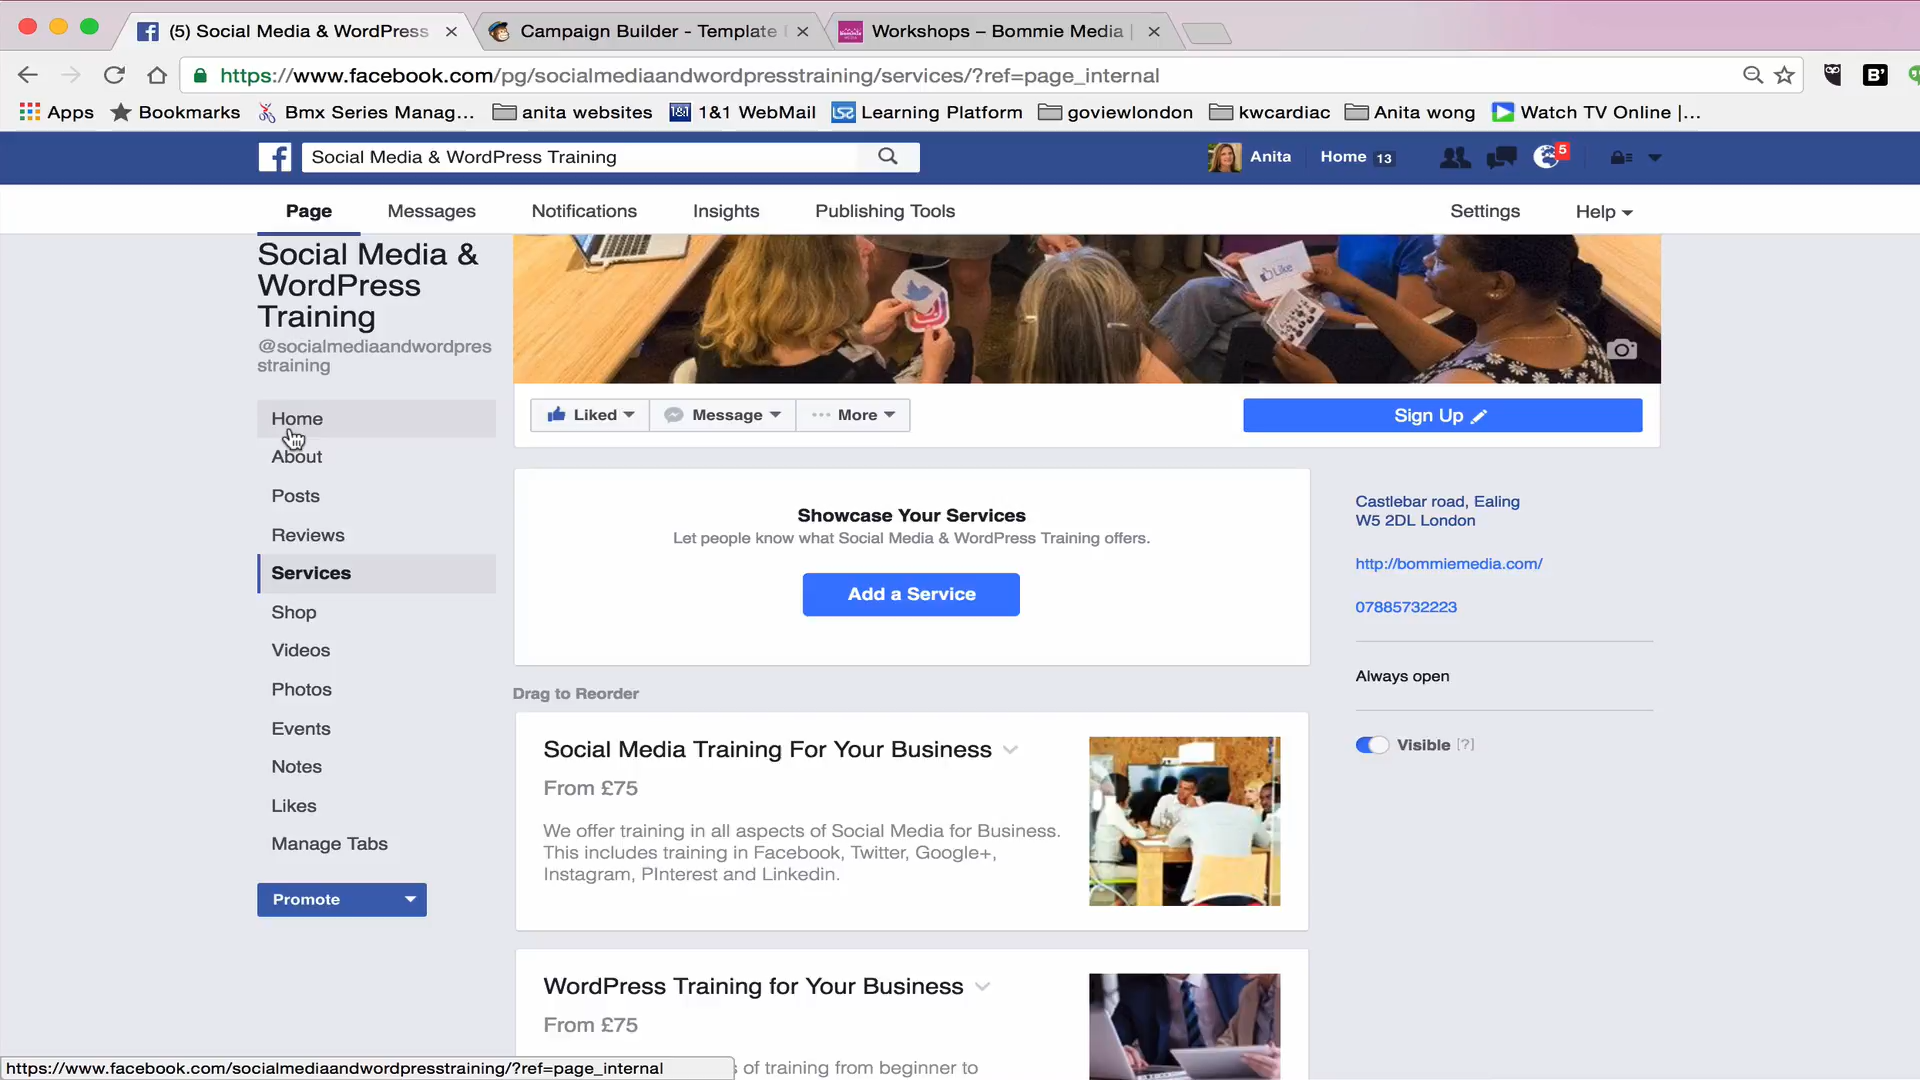 (5) Social Media & WordPress
Campaign Builder - Template
Workshops – Bommie Media |
https://www.facebook.com/pg/socialmediaandwordpresstraining/services/?ref=page_internal
Apps
Bookmarks
Bmx Series Manag...
anita websites
1&1 WebMail
Learning Platform
goviewlondon
kwcardiac
Anita wong
Watch TV Online |...
Social Media & WordPress Training
Anita
Home 13
5
Page
Messages
Notifications
Insights
Publishing Tools
Settings
Help
Social Media &
WordPress
Training
@socialmediaandwordpres
straining
Home
About
Posts
Reviews
Services
Shop
Videos
Photos
Events
Notes
Likes
Manage Tabs
Promote
Like
Liked
Message
More
Sign Up
Showcase Your Services
Let people know what Social Media & WordPress Training offers.
Add a Service
Drag to Reorder
Social Media Training For Your Business
From £75
We offer training in all aspects of Social Media for Business.
This includes training in Facebook, Twitter, Google+,
Instagram, PInterest and Linkedin.
WordPress Training for Your Business
From £75
of training from beginner to
Castlebar road, Ealing
W5 2DL London
http://bommiemedia.com/
07885732223
Always open
Visible [?]
https://www.facebook.com/socialmediaandwordpresstraining/?ref=page_internal